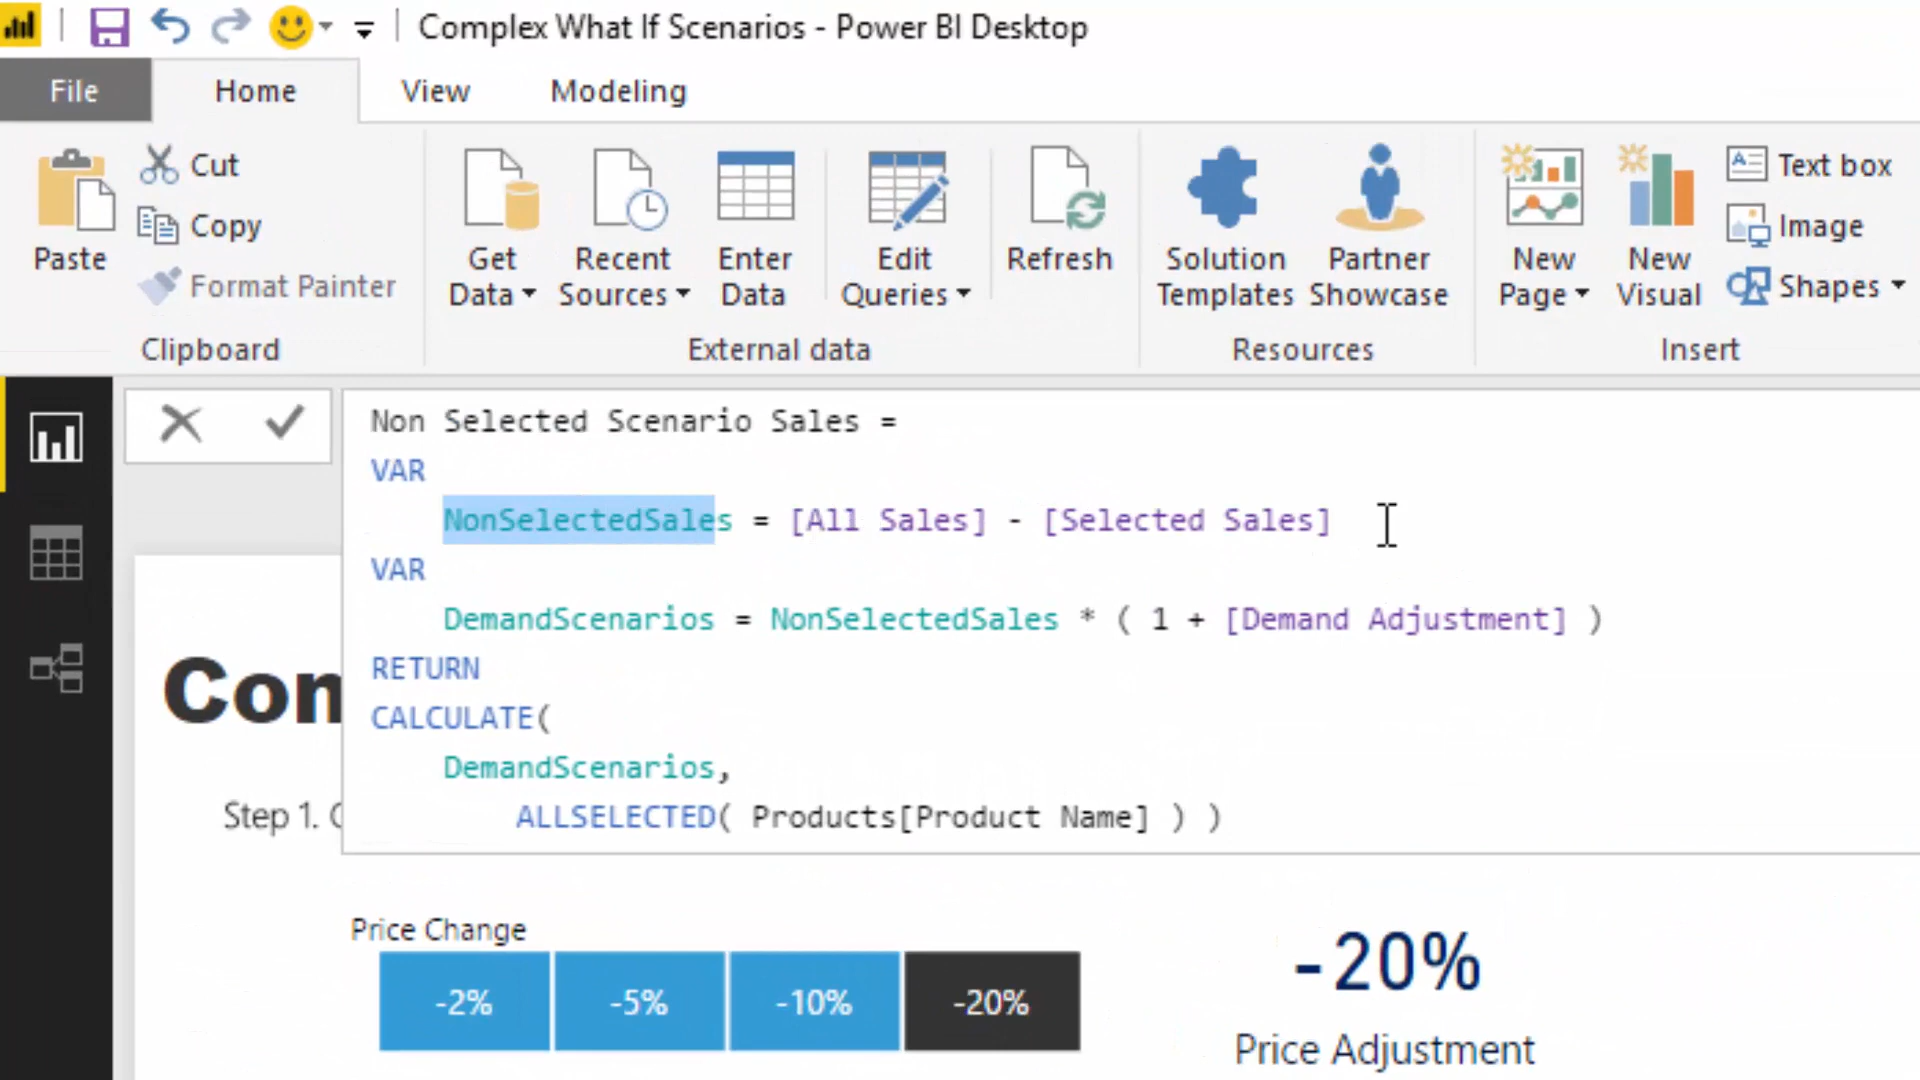 Complex What If Scenarios - Power BI Desktop
File Home View Modeling
Paste
Cut
Copy
Format Painter
Clipboard
Get Data
Recent Sources
Enter Data
Edit Queries
Refresh
External data
Solution Templates
Partner Showcase
Resources
New Page
New Visual
Text box
Image
Shapes
Insert
Non Selected Scenario Sales =
VAR
NonSelectedSales = [All Sales] - [Selected Sales]
VAR
DemandScenarios = NonSelectedSales * ( 1 + [Demand Adjustment] )
RETURN
CALCULATE(
DemandScenarios,
ALLSELECTED( Products[Product Name] ) )
Con
Step 1.
Price Change
-2% -5% -10% -20%
-20%
Price Adjustment